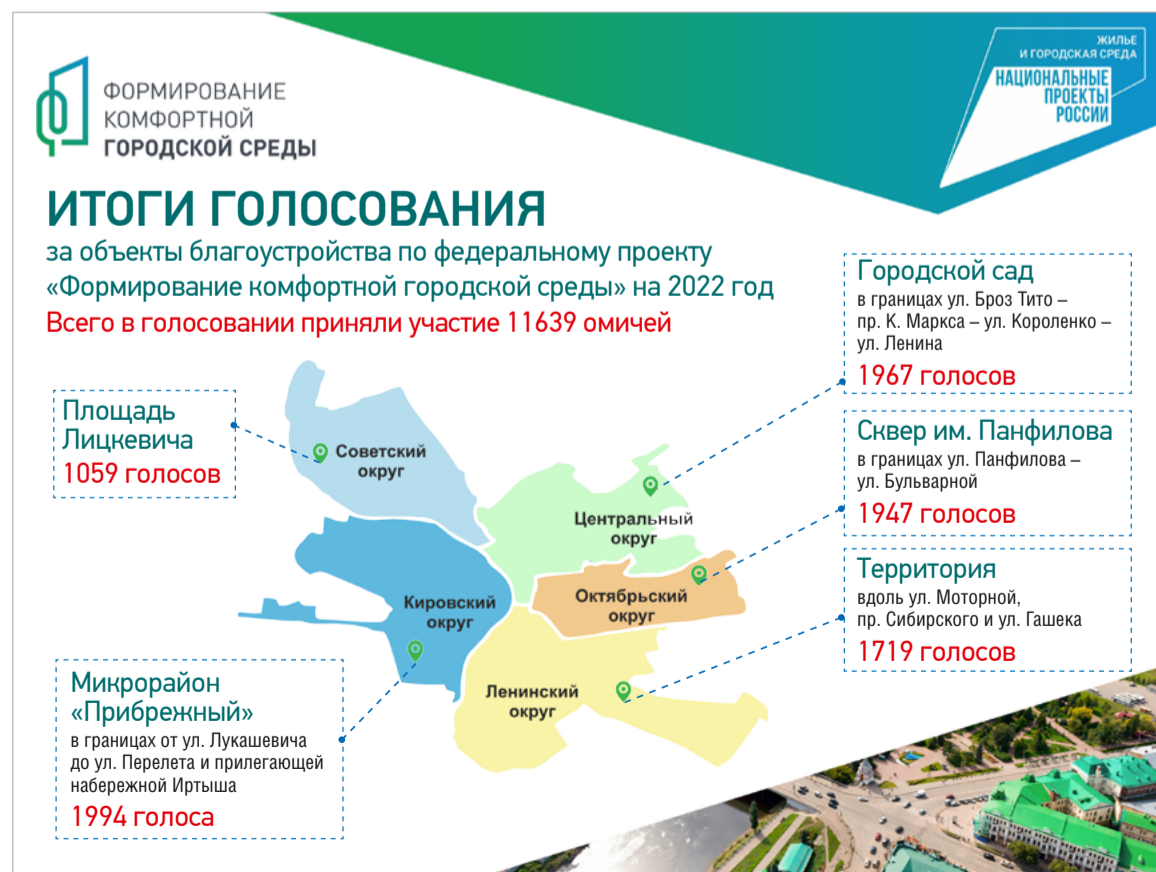 ФОРМИРОВАНИЕ
КОМФОРТНОЙ
ГОРОДСКОЙ СРЕДЫ
ЖИЛЬЕ
И ГОРОДСКАЯ СРЕДА
НАЦИОНАЛЬНЫЕ
ПРОЕКТЫ
РОССИИ
ИТОГИ ГОЛОСОВАНИЯ
за объекты благоустройства по федеральному проекту
«Формирование комфортной городской среды» на 2022 год
Всего в голосовании приняли участие 11639 омичей
Городской сад
в границах ул. Броз Тито –
пр. К. Маркса – ул. Короленко –
ул. Ленина
1967 голосов
Площадь
Лицкевича
1059 голосов
Сквер им. Панфилова
в границах ул. Панфилова –
ул. Бульварной
1947 голосов
Территория
вдоль ул. Моторной,
пр. Сибирского и ул. Гашека
1719 голосов
Советский
округ
Центральный
округ
Октябрьский
округ
Кировский
округ
Ленинский
округ
Микрорайон
«Прибрежный»
в границах от ул. Лукашевича
до ул. Перелета и прилегающей
набережной Иртыша
1994 голоса